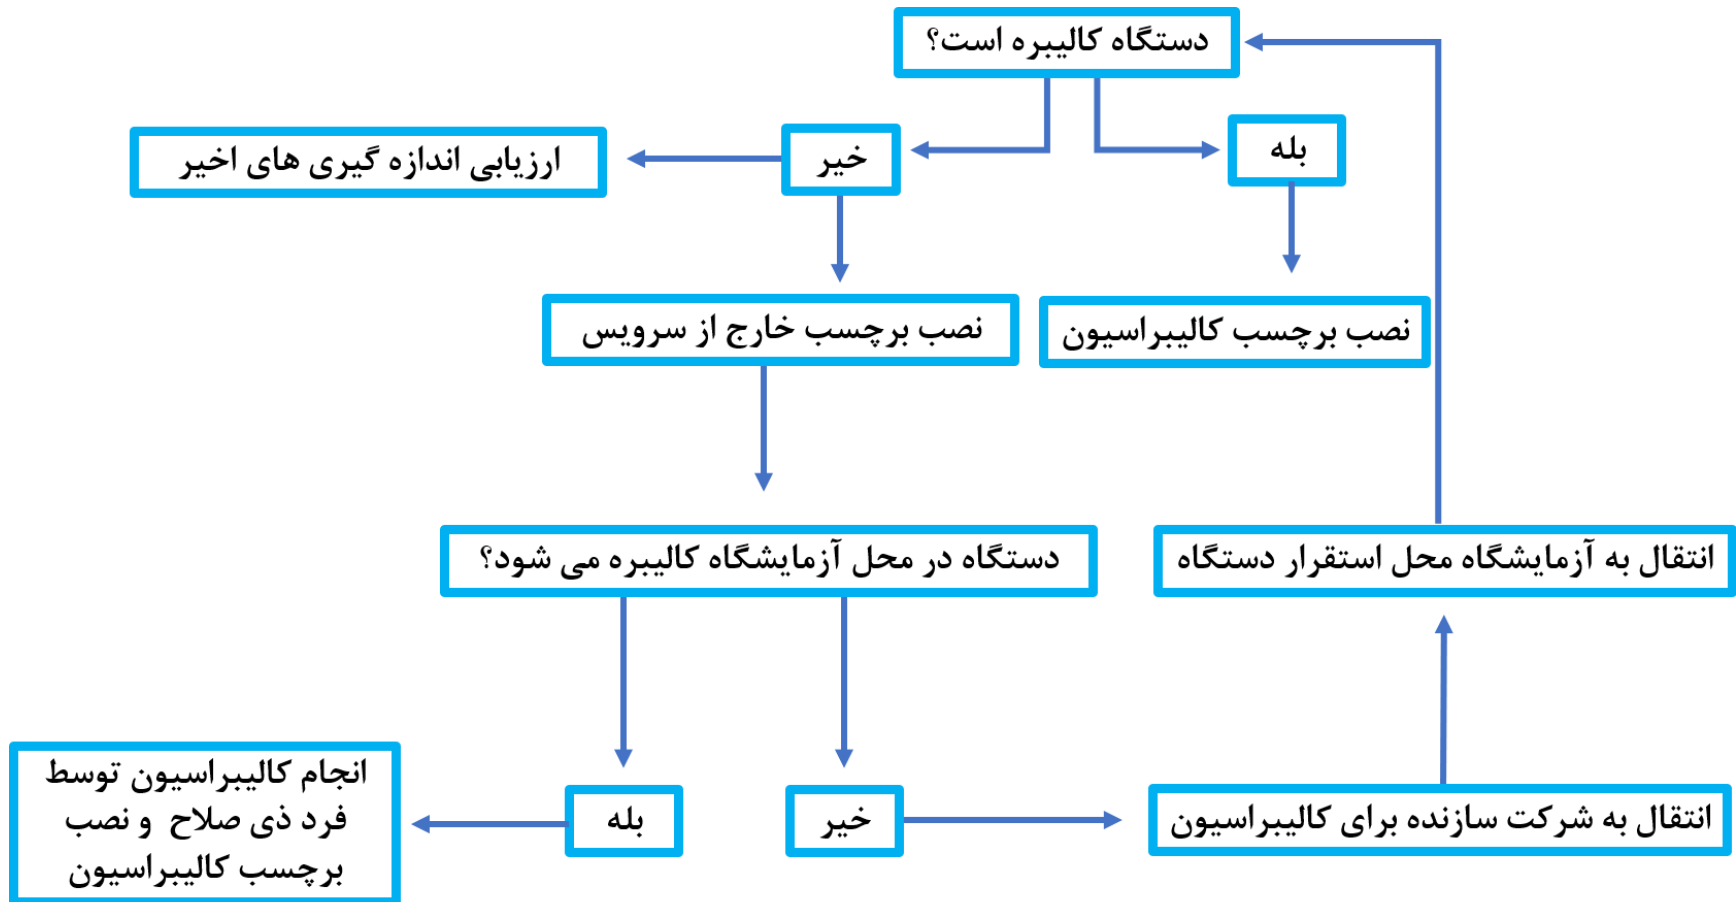 دستگاه کالیبره است؟
بله
خیر
ارزیابی اندازه گیری های اخیر
نصب برچسب کالیبراسیون
نصب برچسب خارج از سرویس
انتقال به آزمایشگاه محل استقرار دستگاه
دستگاه در محل آزمایشگاه کالیبره می شود؟
انتقال به شرکت سازنده برای کالیبراسیون
خیر
بله
انجام کالیبراسیون توسط
فرد ذی صلاح و نصب
برچسب کالیبراسیون